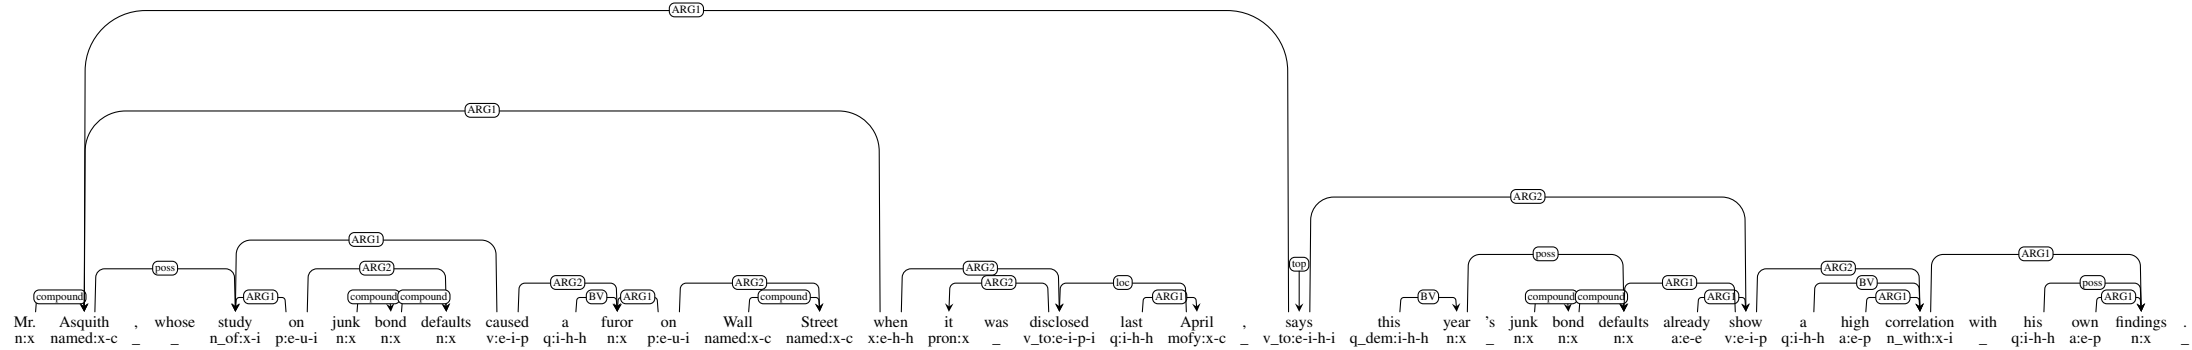 ARG1
ARG1
ARG2
ARG1 poss ARG1
poss ARG2 ARG2 ARG2 loc top ARG2
ARG2 ARG2 ARG1 poss BV
compound ARG1 compound compound BV ARG1 compound ARG1 BV compound compound ARG1 ARG1 ARG1
Mr. Asquith , whose study on junk bond defaults caused a furor on Wall Street when it was disclosed last April , says this year 's junk bond defaults already show a high correlation with his own findings .
n:x named:x-c _ _ n_of:x-i p:e-u-i n:x n:x n:x v:e-i-p q:i-h-h n:x p:e-u-i named:x-c named:x-c x:e-h-h pron:x _ v_to:e-i-p-i q:i-h-h mofy:x-c _ v_to:e-i-h-i q_dem:i-h-h n:x _ n:x n:x n:x a:e-e v:e-i-p q:i-h-h a:e-p n_with:x-i _ q:i-h-h a:e-p n:x _